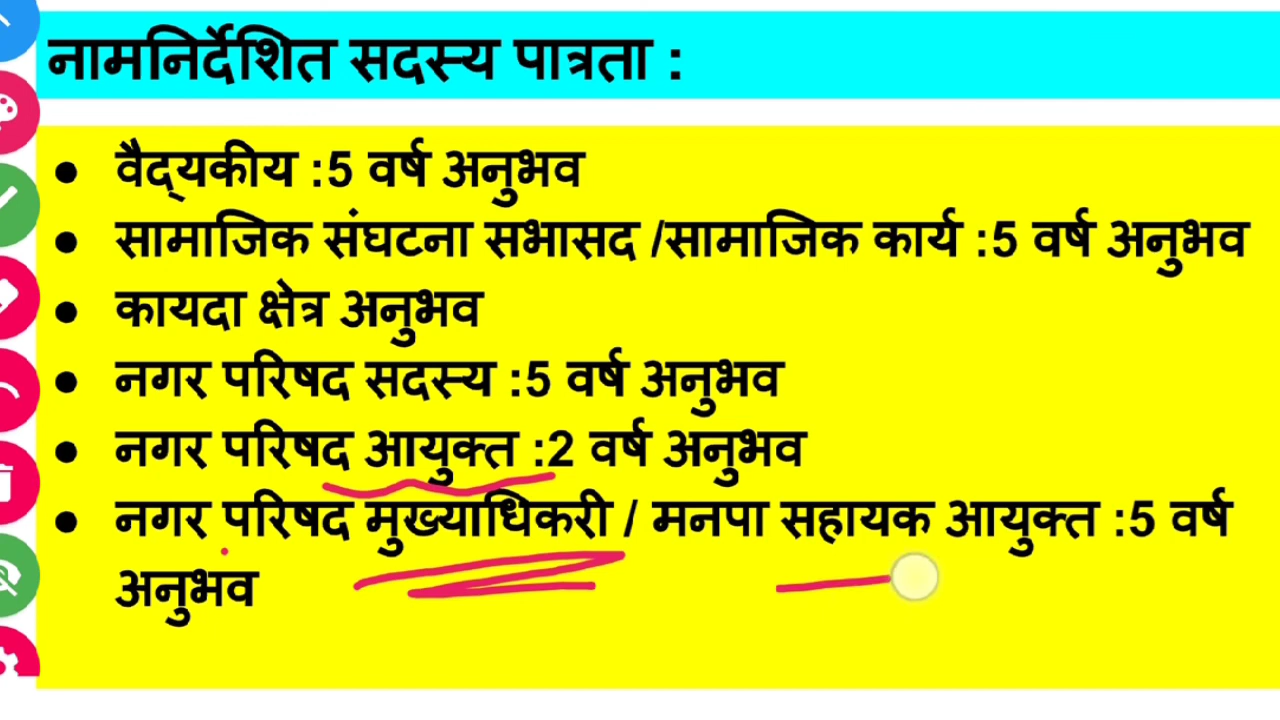 नामनिर्देशित सदस्य पात्रता :
● वैद्यकीय :5 वर्ष अनुभव
● सामाजिक संघटना सभासद /सामाजिक कार्य :5 वर्ष अनुभव
● कायदा क्षेत्र अनुभव
● नगर परिषद सदस्य :5 वर्ष अनुभव
● नगर परिषद आयुक्त :2 वर्ष अनुभव
● नगर परिषद मुख्याधिकरी / मनपा सहायक आयुक्त :5 वर्ष
अनुभव